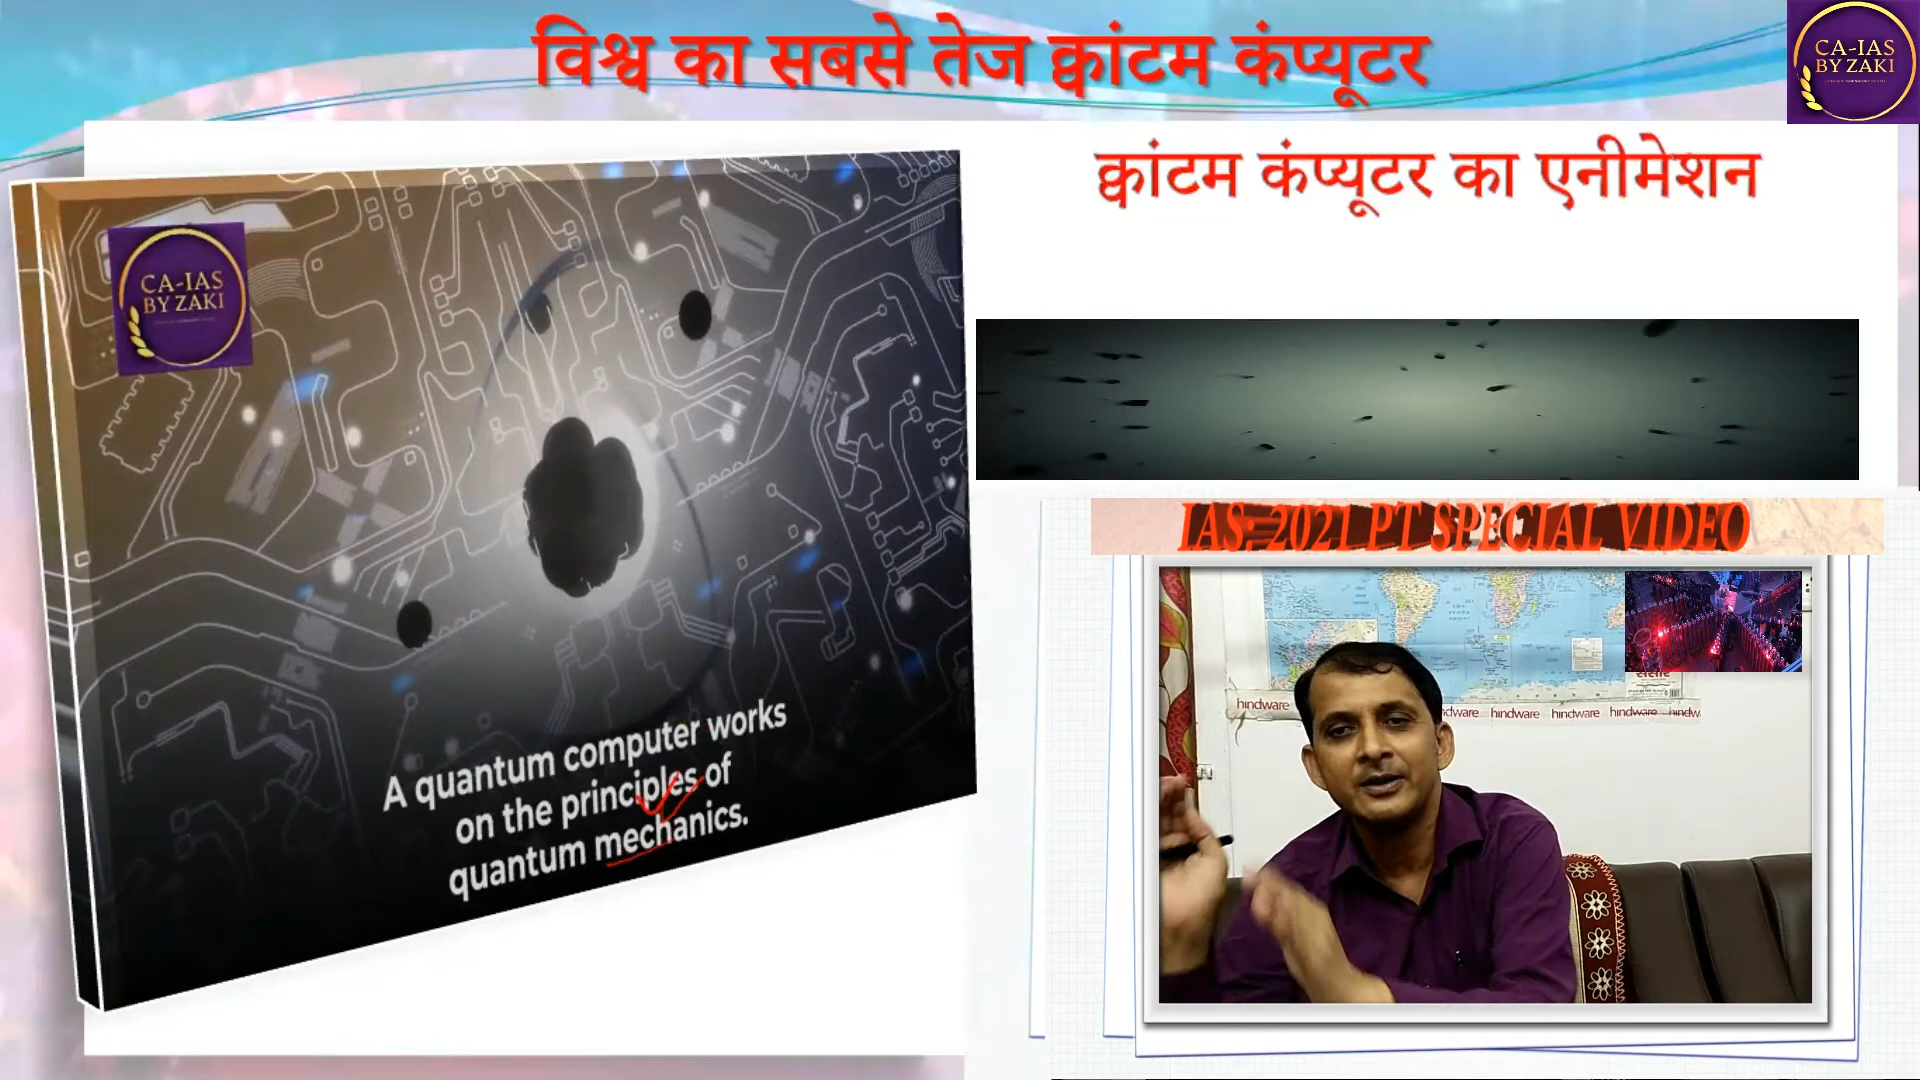 विश्व का सबसे तेज क्वांटम कंप्यूटर
CA-IAS
BY ZAKI
क्वांटम कंप्यूटर का एनीमेशन
CA-IAS
BY ZAKI
A quantum computer works
on the principles of
quantum mechanics.
IAS: 2021 PT SPECIAL VIDEO
hindware
hindware
hindware
hindware